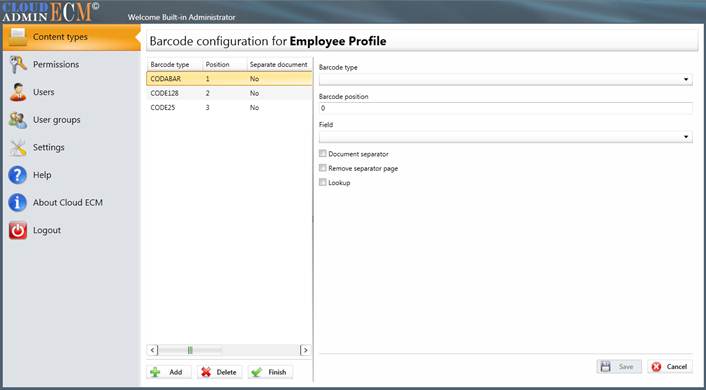 CLOUD
ADMIN ECM©
Welcome Built-in Administrator
Content types
Permissions
Users
User groups
Settings
Help
About Cloud ECM
Logout
Barcode configuration for Employee Profile
Barcode type Position Separate document
CODABAR 1 No
CODE128 2 No
CODE25 3 No
Add Delete Finish
Barcode type
Barcode position
0
Field
Document separator
Remove separator page
Lookup
Save Cancel